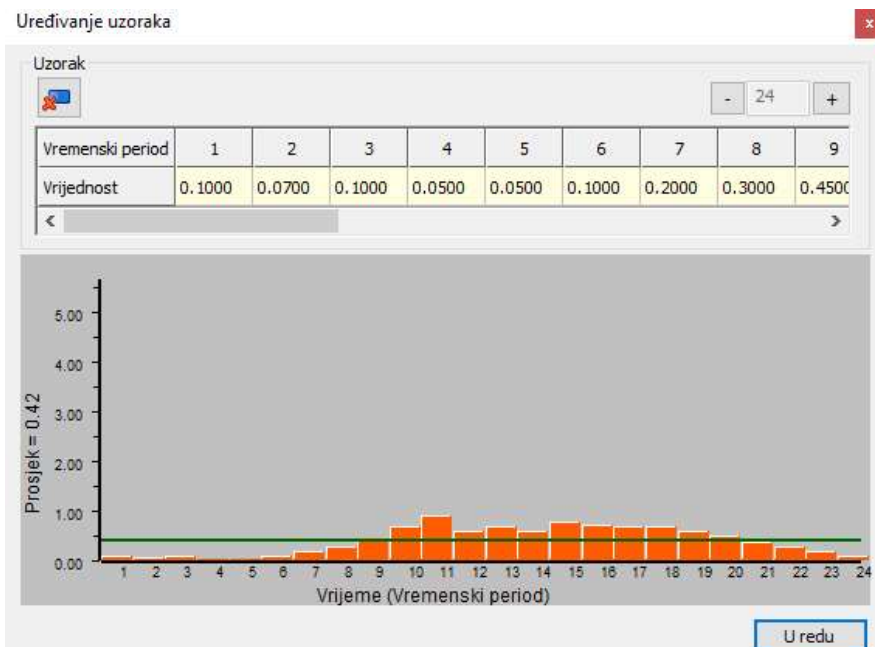 Uređivanje uzoraka
x
Uzorak
- 24 +
Vremenski period 1 2 3 4 5 6 7 8 9
Vrijednost 0.1000 0.0700 0.1000 0.0500 0.0500 0.1000 0.2000 0.3000 0.4500
< >
5.00
4.00
3.00
2.00
1.00
0.00
Prosjek = 0.42
1 2 3 4 5 6 7 8 9 10 11 12 13 14 15 16 17 18 19 20 21 22 23 24
Vrijeme (Vremenski period)
U redu